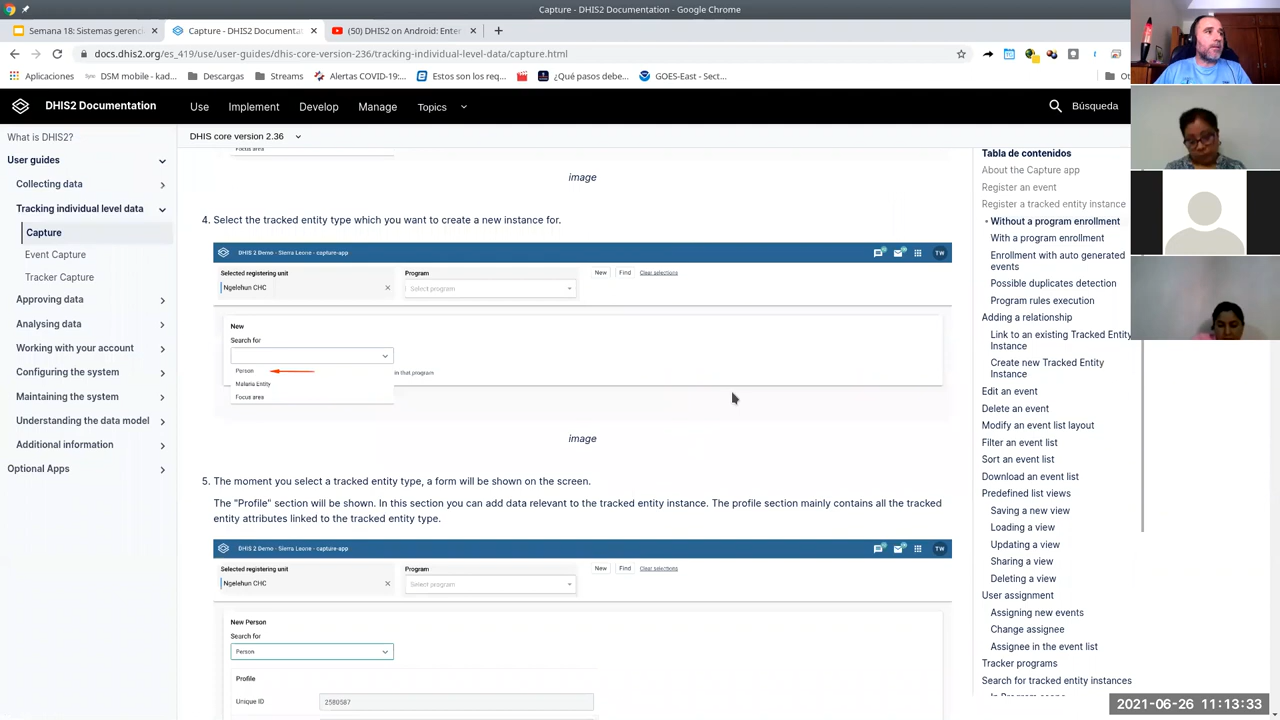 Capture - DHIS2 Documentation - Google Chrome
Semana 18: Sistemas gerenc
Capture - DHIS2 Documentation
(50) DHIS2 on Android: Enter
docs.dhis2.org/es_419/use/user-guides/dhis-core-version-236/tracking-individual-level-data/capture.html
Aplicaciones
DSM mobile - kad...
Descargas
Streams
Alertas COVID-19:...
Estos son los req...
¿Qué pasos debe...
GOES-East - Sect...
DHIS2 Documentation
Use
Implement
Develop
Manage
Topics
Búsqueda
What is DHIS2?
User guides
Collecting data
Tracking individual level data
Capture
Event Capture
Tracker Capture
Approving data
Analysing data
Working with your account
Configuring the system
Maintaining the system
Understanding the data model
Additional information
Optional Apps
DHIS core version 2.36
Focus area
image
4. Select the tracked entity type which you want to create a new instance for.
DHIS 2 Demo - Sierra Leone - capture-app
TW
Selected registering unit
Program
New
Find
Clear selections
Ngelehun CHC
Select program
New
Search for
Person
in that program
Malaria Entity
Focus area
image
5. The moment you select a tracked entity type, a form will be shown on the screen.
The "Profile" section will be shown. In this section you can add data relevant to the tracked entity instance. The profile section mainly contains all the tracked
entity attributes linked to the tracked entity type.
DHIS 2 Demo - Sierra Leone - capture-app
TW
Selected registering unit
Program
New
Find
Clear selections
Ngelehun CHC
Select program
New Person
Search for
Person
Profile
Unique ID
2580587
Tabla de contenidos
About the Capture app
Register an event
Register a tracked entity instance
Without a program enrollment
With a program enrollment
Enrollment with auto generated
events
Possible duplicates detection
Program rules execution
Adding a relationship
Link to an existing Tracked Entity
Instance
Create new Tracked Entity
Instance
Edit an event
Delete an event
Modify an event list layout
Filter an event list
Sort an event list
Download an event list
Predefined list views
Saving a new view
Loading a view
Updating a view
Sharing a view
Deleting a view
User assignment
Assigning new events
Change assignee
Assignee in the event list
Tracker programs
Search for tracked entity instances
2021-06-26 11:13:33